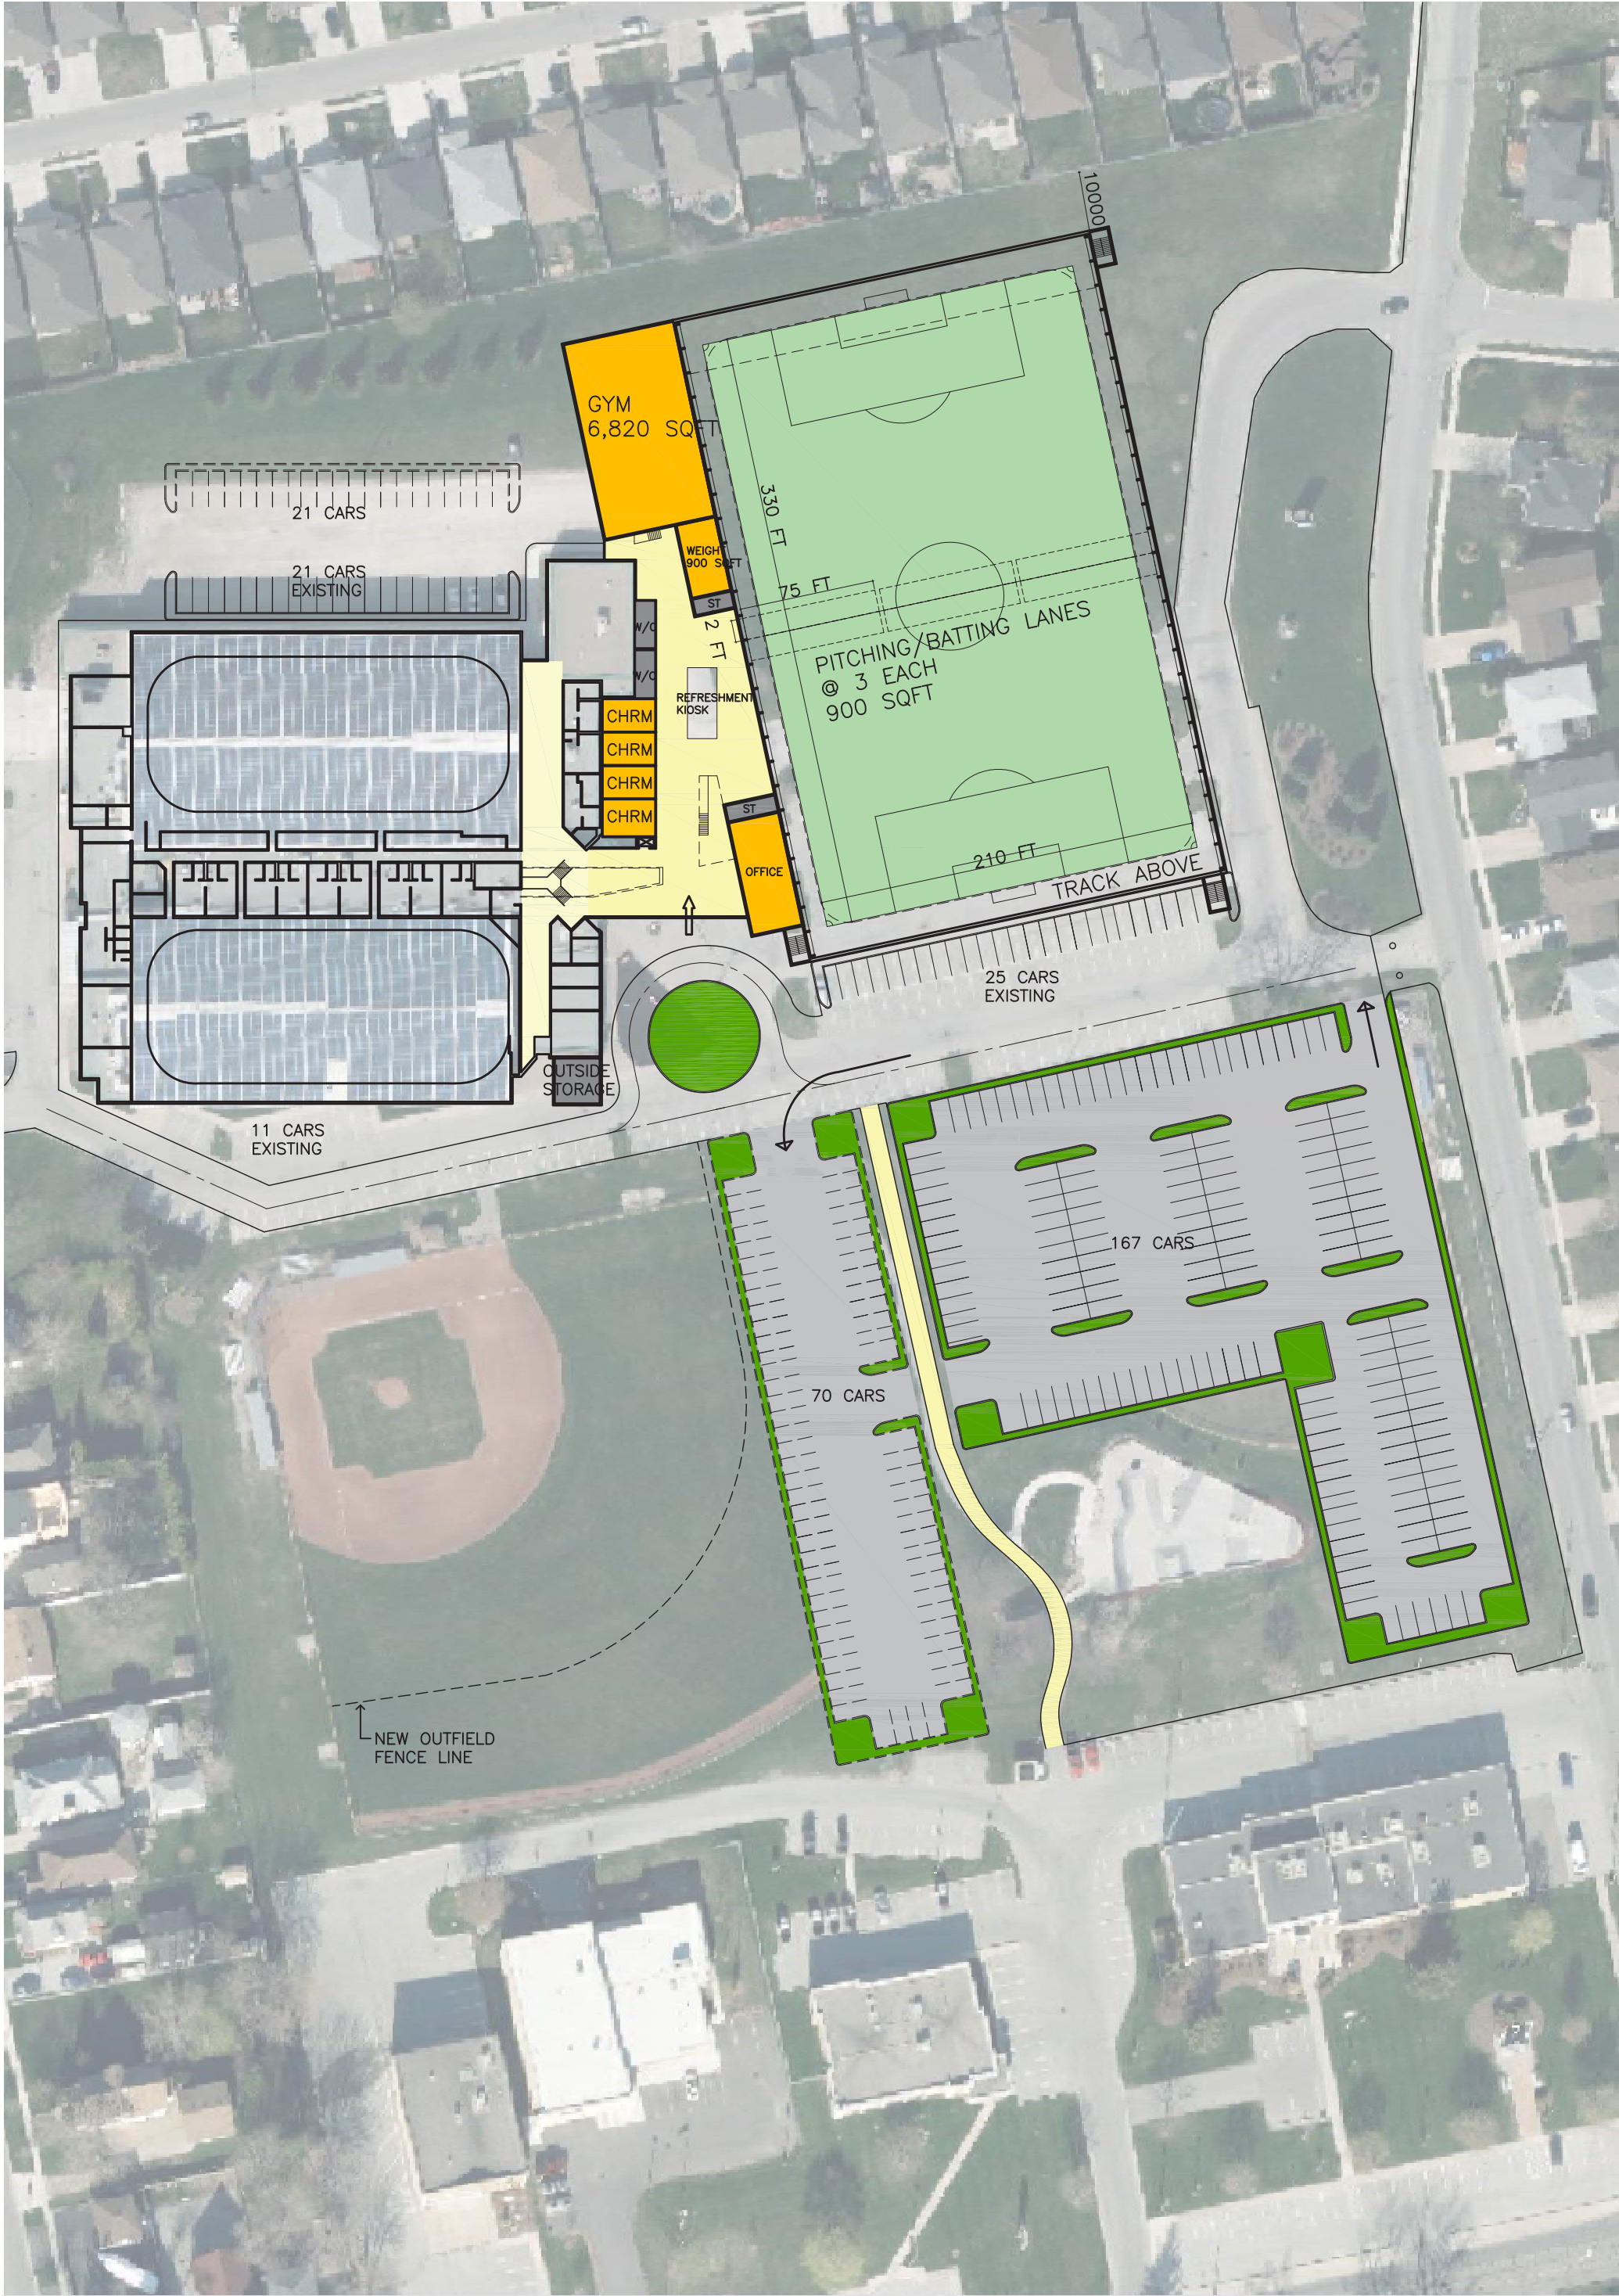 10000
GYM
6,820 SQFT
330 FT
21 CARS
WEIGH
900 SQFT
21 CARS
EXISTING
75 FT
ST
2 FT
W/C
PITCHING/BATTING LANES
@ 3 EACH
900 SQFT
W/C
REFRESHMENT
KIOSK
CHRM
CHRM
CHRM
CHRM
ST
OFFICE
210 FT
TRACK ABOVE
25 CARS
EXISTING
OUTSIDE
STORAGE
11 CARS
EXISTING
167 CARS
70 CARS
NEW OUTFIELD
FENCE LINE